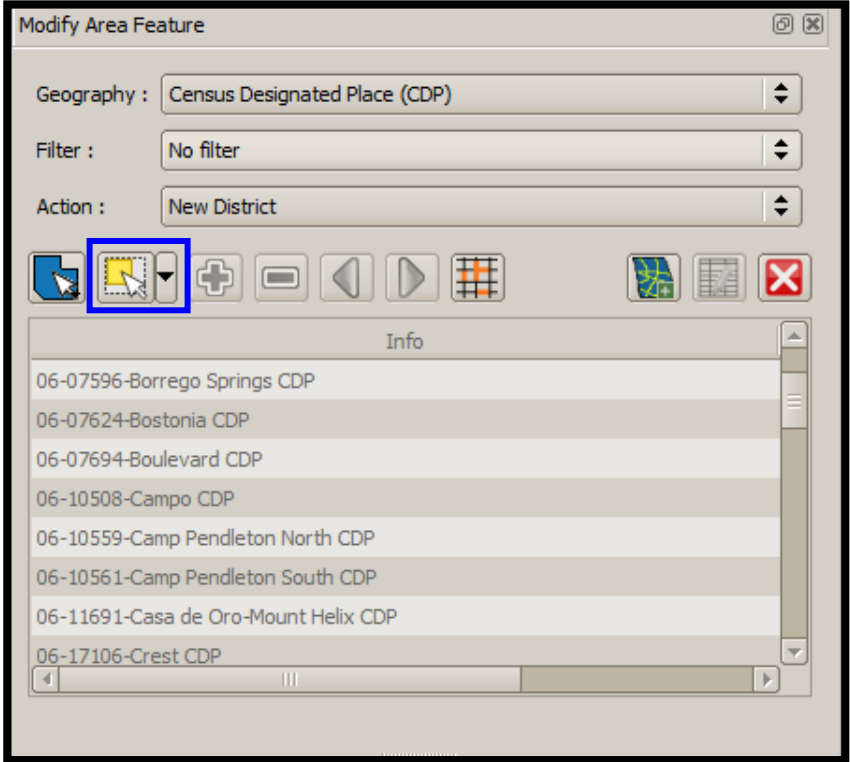 Modify Area Feature
Geography : Census Designated Place (CDP)
Filter : No filter
Action : New District
Info
06-07596-Borrego Springs CDP
06-07624-Bostonia CDP
06-07694-Boulevard CDP
06-10508-Campo CDP
06-10559-Camp Pendleton North CDP
06-10561-Camp Pendleton South CDP
06-11691-Casa de Oro-Mount Helix CDP
06-17106-Crest CDP